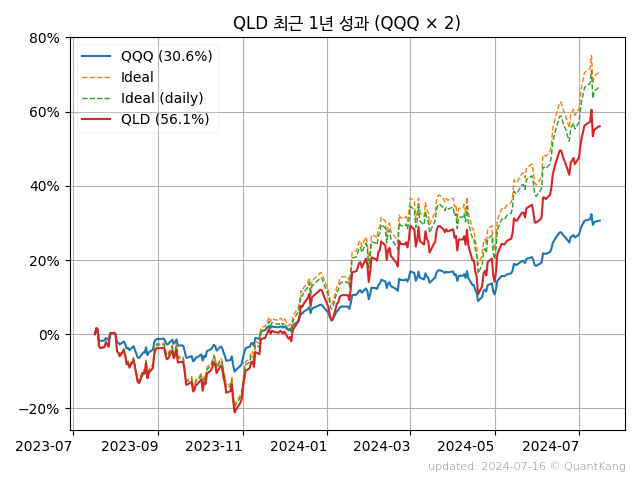 QLD 최근 1년 성과 (QQQ × 2)
80%
60%
40%
20%
0%
−20%
QQQ (30.6%)
Ideal
Ideal (daily)
QLD (56.1%)
2023-07 2023-09 2023-11 2024-01 2024-03 2024-05 2024-07
updated: 2024-07-16 © QuantKang